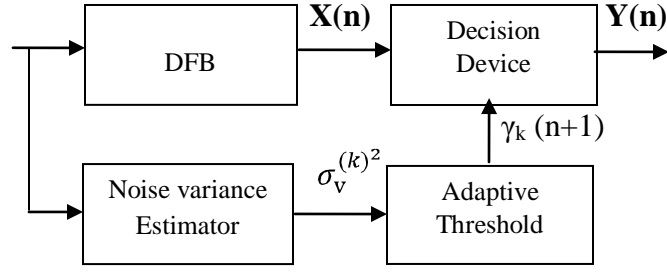 X(n)
Y(n)
DFB
Decision
Device
γk (n+1)
Noise variance
Estimator
σv(k)²
Adaptive
Threshold